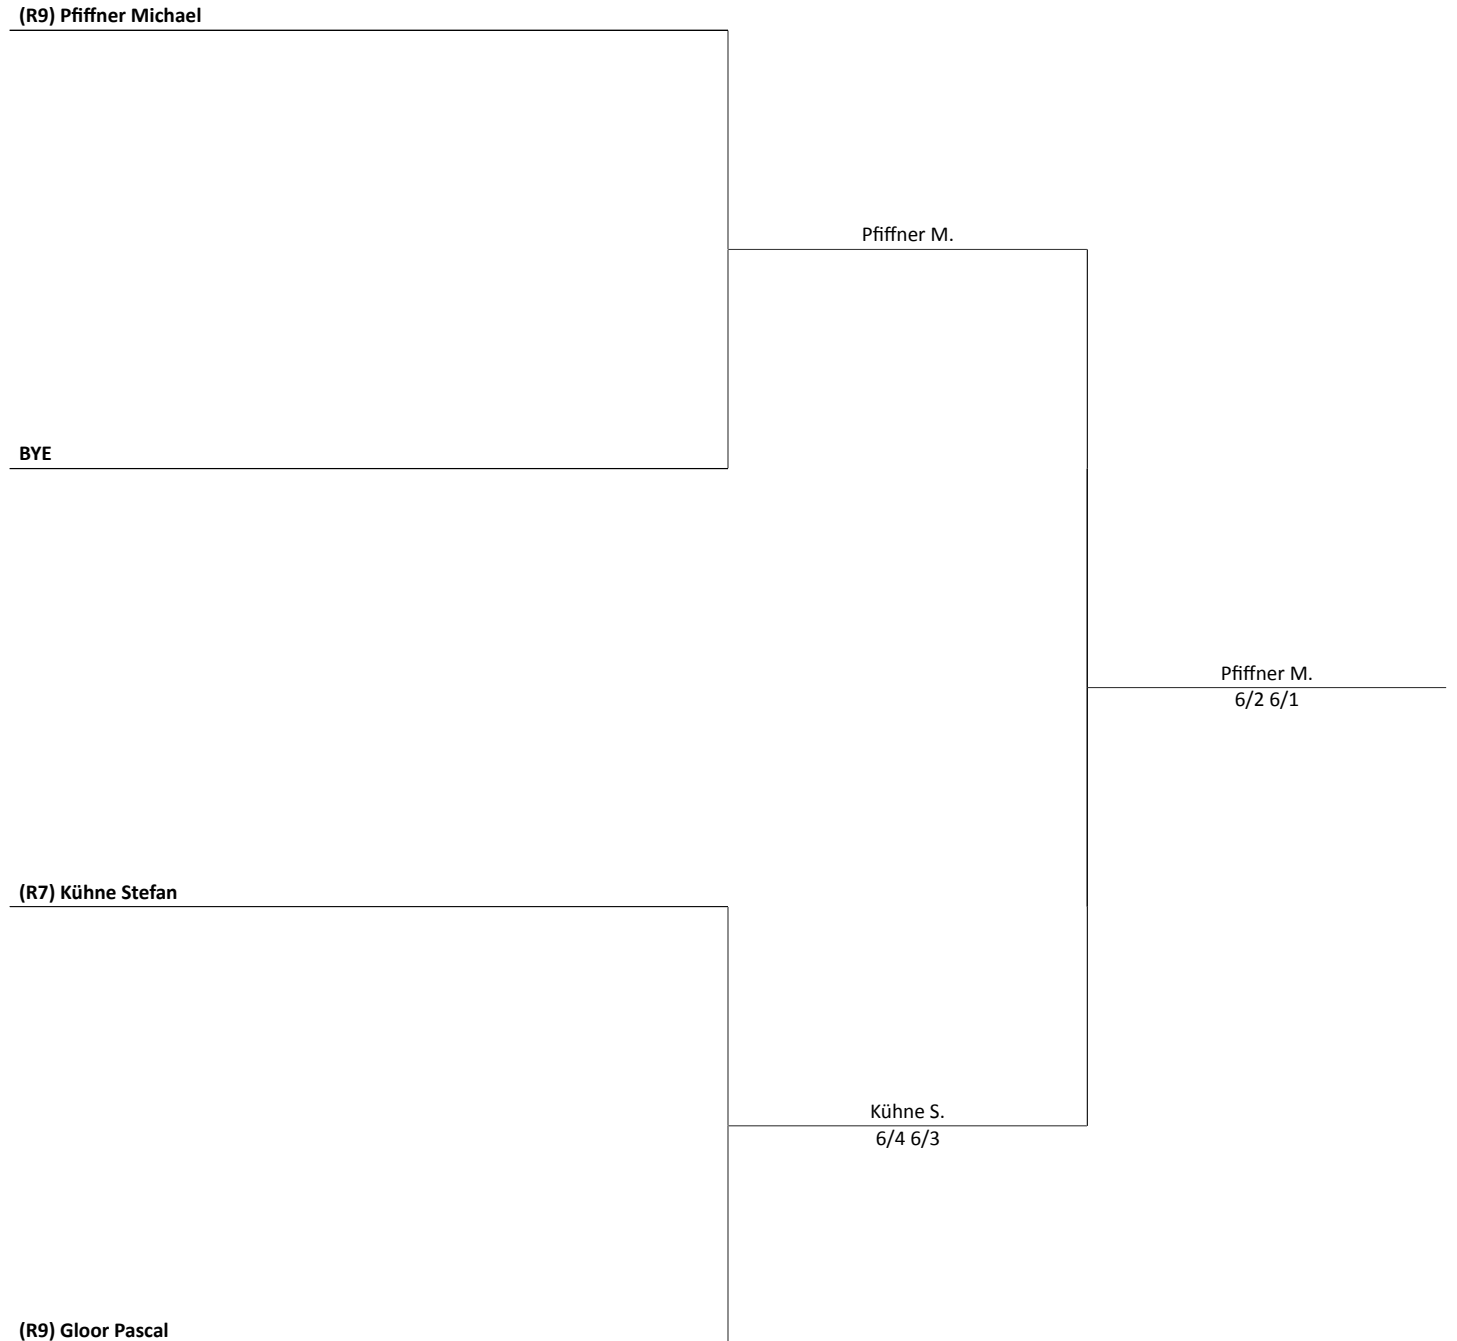 (R9) Pfiffner Michael
Pfiffner M.
BYE
Pfiffner M.
6/2 6/1
(R7) Kühne Stefan
Kühne S.
6/4 6/3
(R9) Gloor Pascal